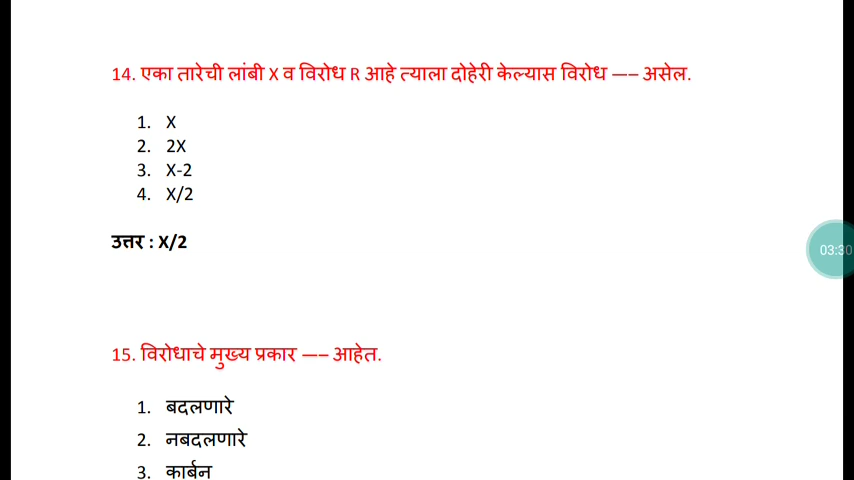 14. एका तारेची लांबी X व विरोध R आहे त्याला दोहेरी केल्यास विरोध —– असेल.
1. X
2. 2X
3. X-2
4. X/2
उत्तर : X/2
03:30
15. विरोधाचे मुख्य प्रकार —– आहेत.
1. बदलणारे
2. नबदलणारे
3. कार्बन